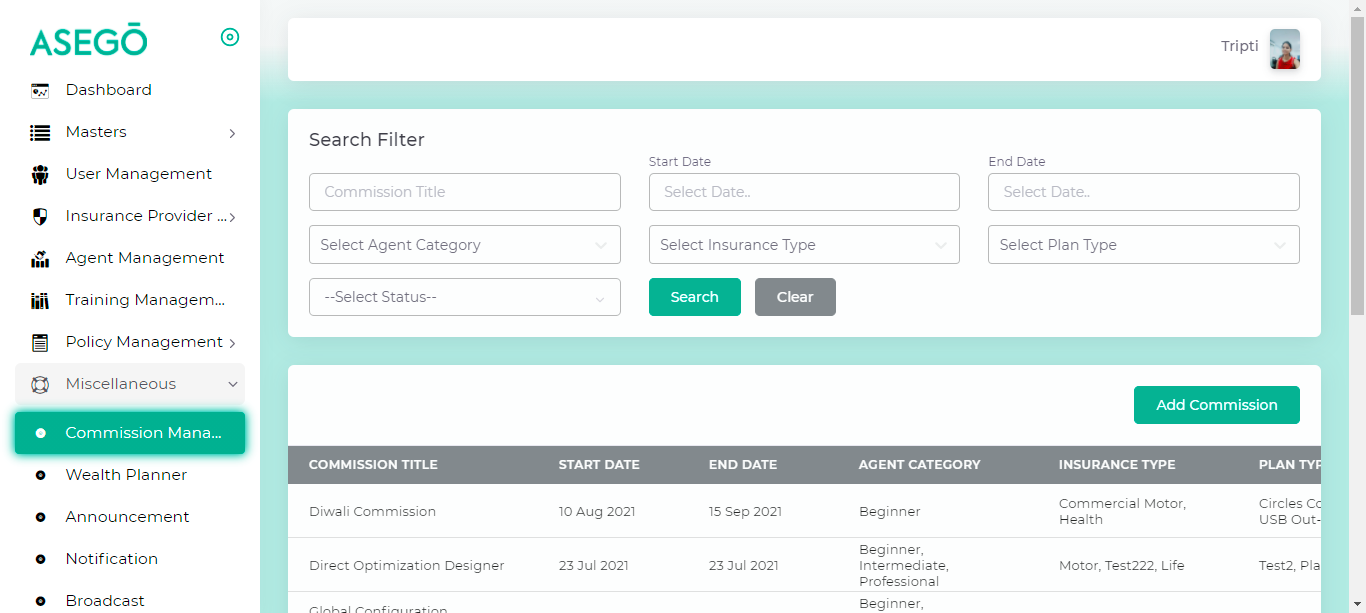 ASEGŌ
Dashboard
Masters
User Management
Insurance Provider ...
Agent Management
Training Managem...
Policy Management
Miscellaneous
Commission Mana...
Wealth Planner
Announcement
Notification
Broadcast
Tripti
Search Filter
Start Date
End Date
Commission Title
Select Date..
Select Date..
Select Agent Category
Select Insurance Type
Select Plan Type
--Select Status--
Search
Clear
Add Commission
COMMISSION TITLE START DATE END DATE AGENT CATEGORY INSURANCE TYPE PLAN TYP
Diwali Commission 10 Aug 2021 15 Sep 2021 Beginner
Commercial Motor,
Health
Circles Co
USB Out-
Direct Optimization Designer 23 Jul 2021 23 Jul 2021
Beginner,
Intermediate,
Professional
Motor, Test222, Life Test2, Pla
Global Configuration
Beginner,